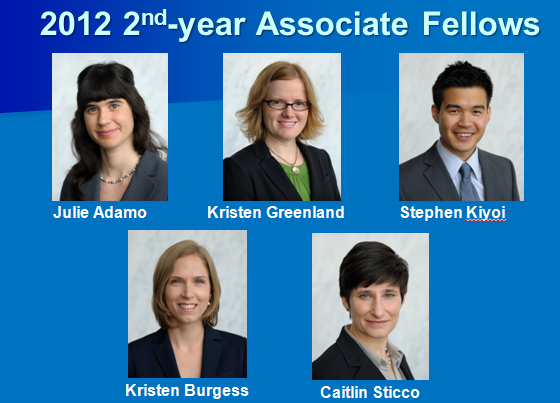 2012 2nd-year Associate Fellows
Julie Adamo
Kristen Greenland
Stephen Kiyoi
Kristen Burgess
Caitlin Sticco